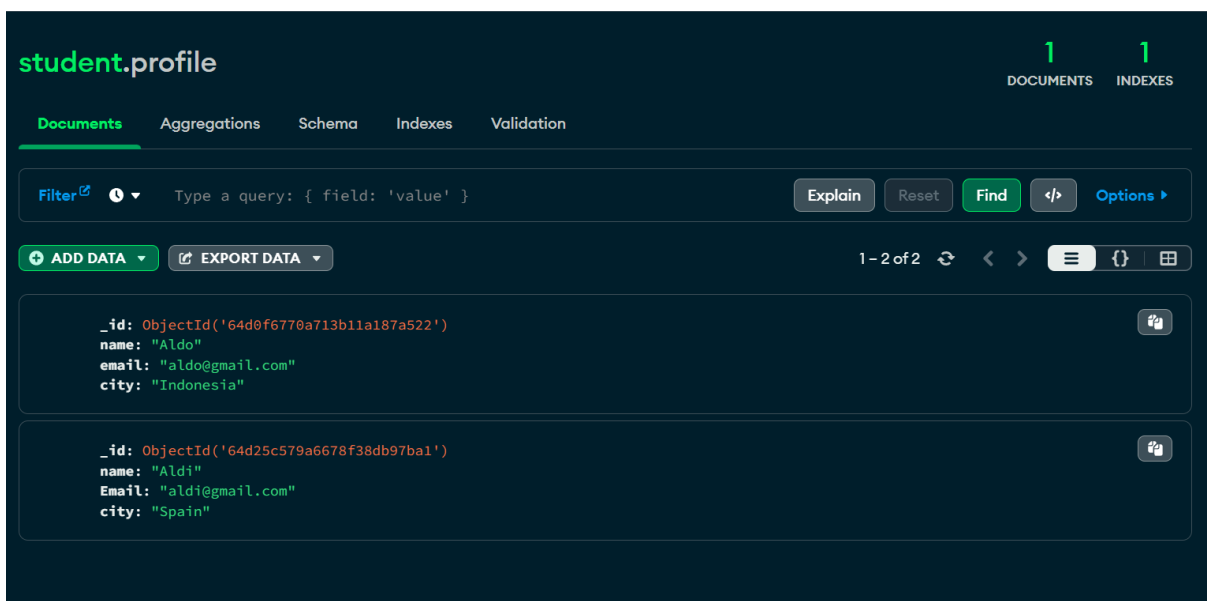 student.profile
1 1
DOCUMENTS INDEXES
Documents Aggregations Schema Indexes Validation
Filter Type a query: { field: 'value' } Explain Reset Find </> Options
ADD DATA EXPORT DATA 1 – 2 of 2 {}
_id: ObjectId('64d0f6770a713b11a187a522')
name: "Aldo"
email: "aldo@gmail.com"
city: "Indonesia"
_id: ObjectId('64d25c579a6678f38db97ba1')
name: "Aldi"
Email: "aldi@gmail.com"
city: "Spain"